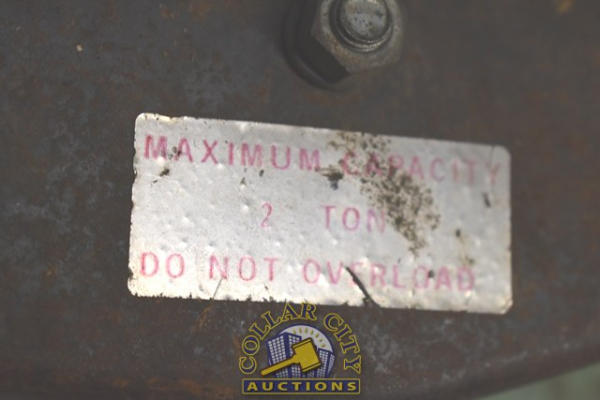 MAXIMUM CAPACITY
2 TON
DO NOT OVERLOAD
COLLAR CITY
AUCTIONS